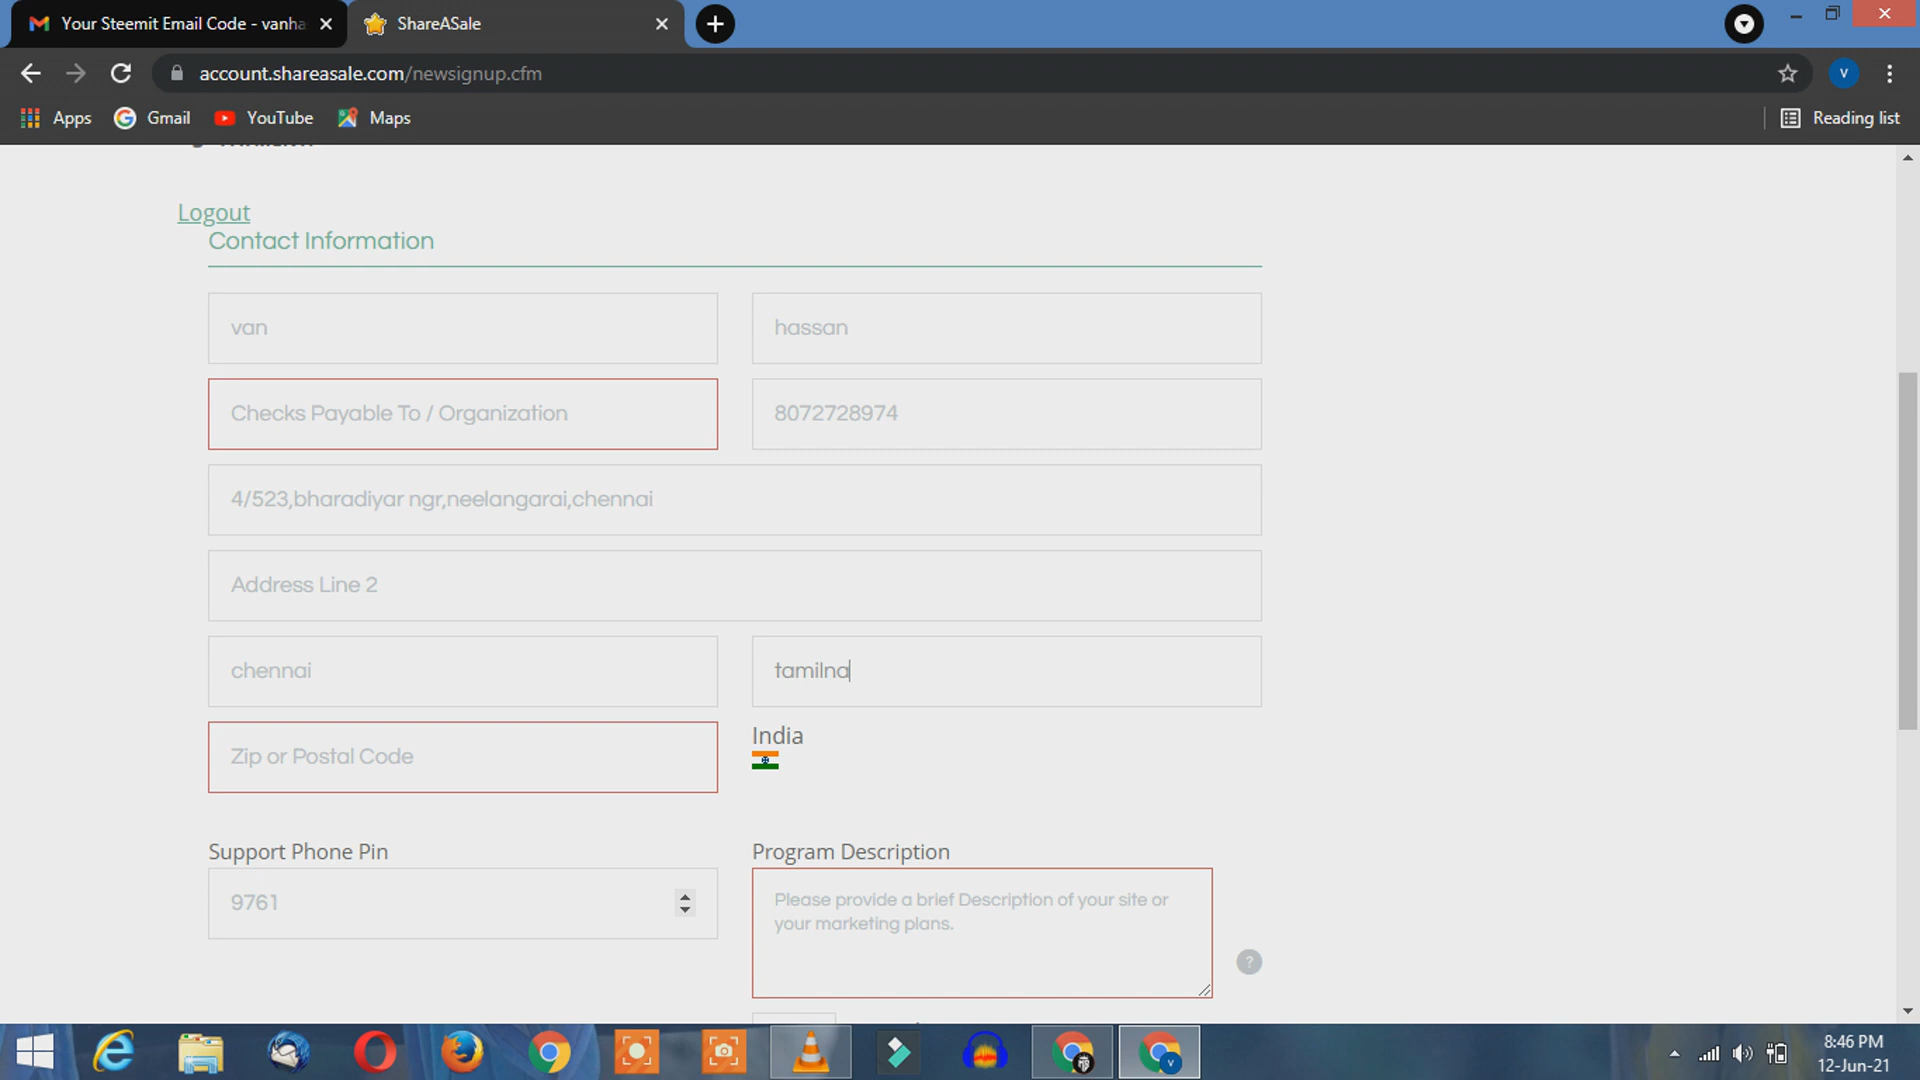 Your Steemit Email Code - vanha
ShareASale
account.shareasale.com/newsignup.cfm
V
Apps
Gmail
YouTube
Maps
Reading list
Logout
Contact Information
van
hassan
Checks Payable To / Organization
8072728974
4/523,bharadiyar ngr,neelangarai,chennai
Address Line 2
chennai
tamilna
Zip or Postal Code
India
Support Phone Pin
Program Description
9761
Please provide a brief Description of your site or
your marketing plans.
?
8:46 PM
12-Jun-21